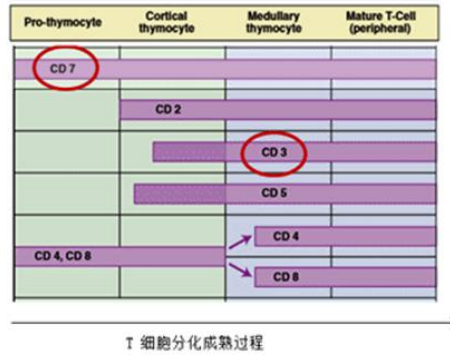 Pro-thymocyte
Cortical
thymocyte
Medullary
thymocyte
Mature T-Cell
(peripheral)
CD 7
CD 2
CD 3
CD 5
CD 4
CD 4, CD 8
CD 8
T 细胞分化成熟过程